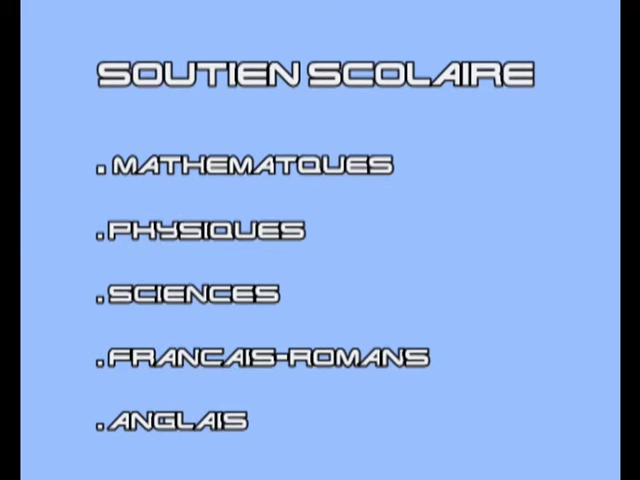 SOUTIEN SCOLAIRE
. MATHEMATQUES
. PHYSIQUES
. SCIENCES
. FRANCAIS-ROMANS
. ANGLAIS